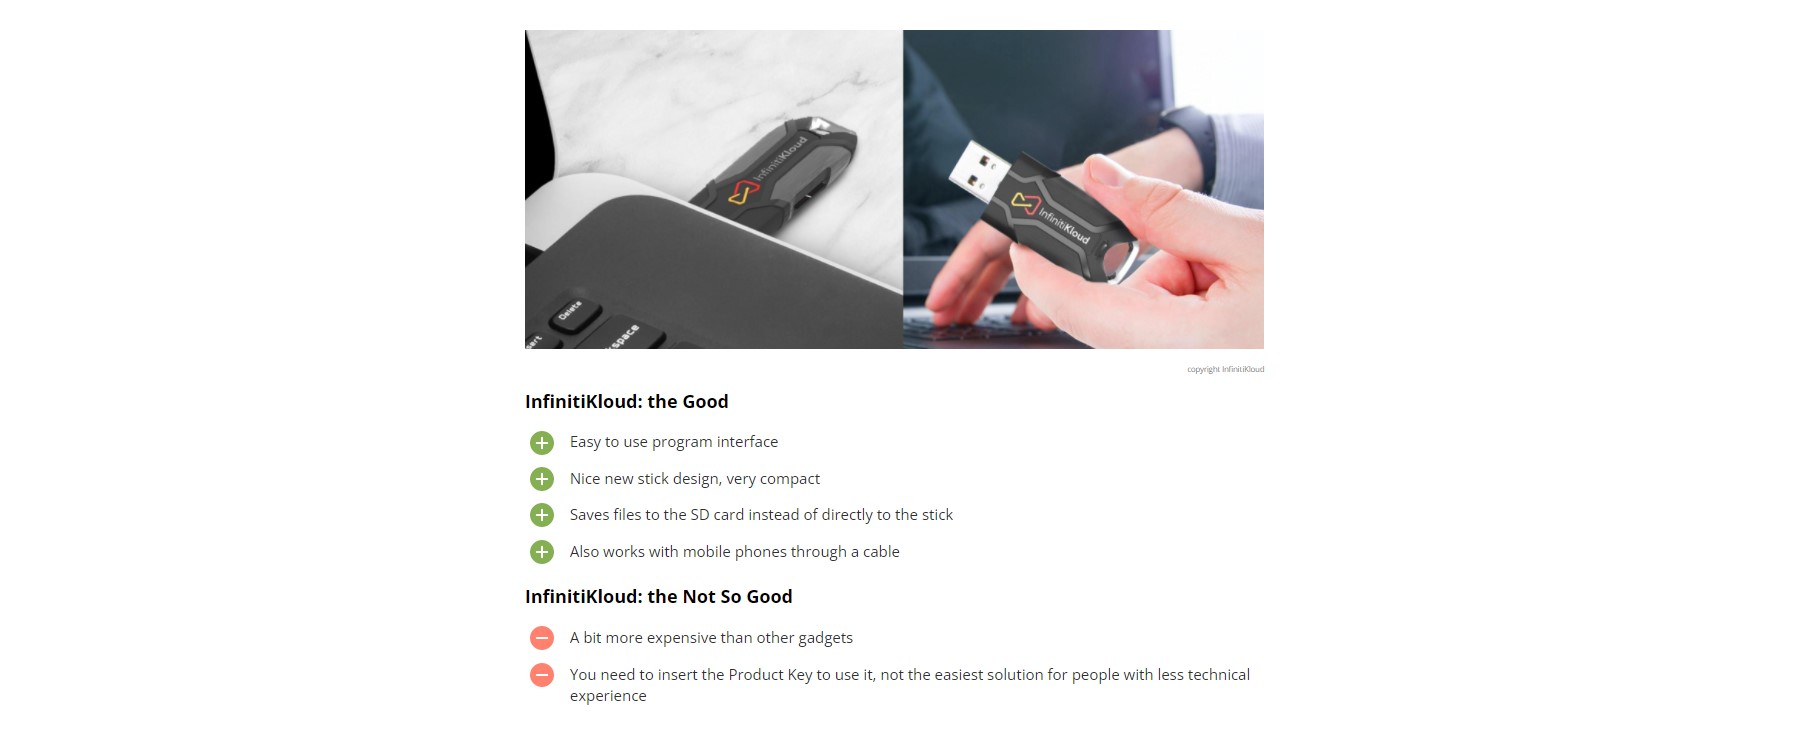 InfinitiKloud
InfinitiKloud
Delete
kspace
sert
copyright InfinitiKloud
InfinitiKloud: the Good
Easy to use program interface
Nice new stick design, very compact
Saves files to the SD card instead of directly to the stick
Also works with mobile phones through a cable
InfinitiKloud: the Not So Good
A bit more expensive than other gadgets
You need to insert the Product Key to use it, not the easiest solution for people with less technical
experience